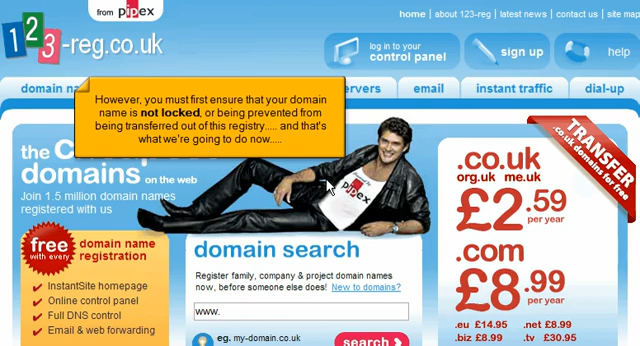 from pipex
home | about 123-reg | latest news | contact us | site map
123-reg.co.uk
log in to your
control panel
sign up
help
domain
ervers
email
instant traffic
dial-up
However, you must first ensure that your domain
name is not locked, or being prevented from
being transferred out of this registry..... and that's
what we're going to do now.....
the
domains on the web
Join 1.5 million domain names
registered with us
pipex
TRANSFER
.co.uk domains for free
.co.uk
org.uk me.uk
£2.59
per year
.com
£8.99
per year
.eu £14.95 .net £8.99
.biz £8.99 .tv £30.95
free
with every
domain name
registration
InstantSite homepage
Online control panel
Full DNS control
Email & web forwarding
domain search
Register family, company & project domain names
now, before someone else does! New to domains?
www.
eg. my-domain.co.uk
search